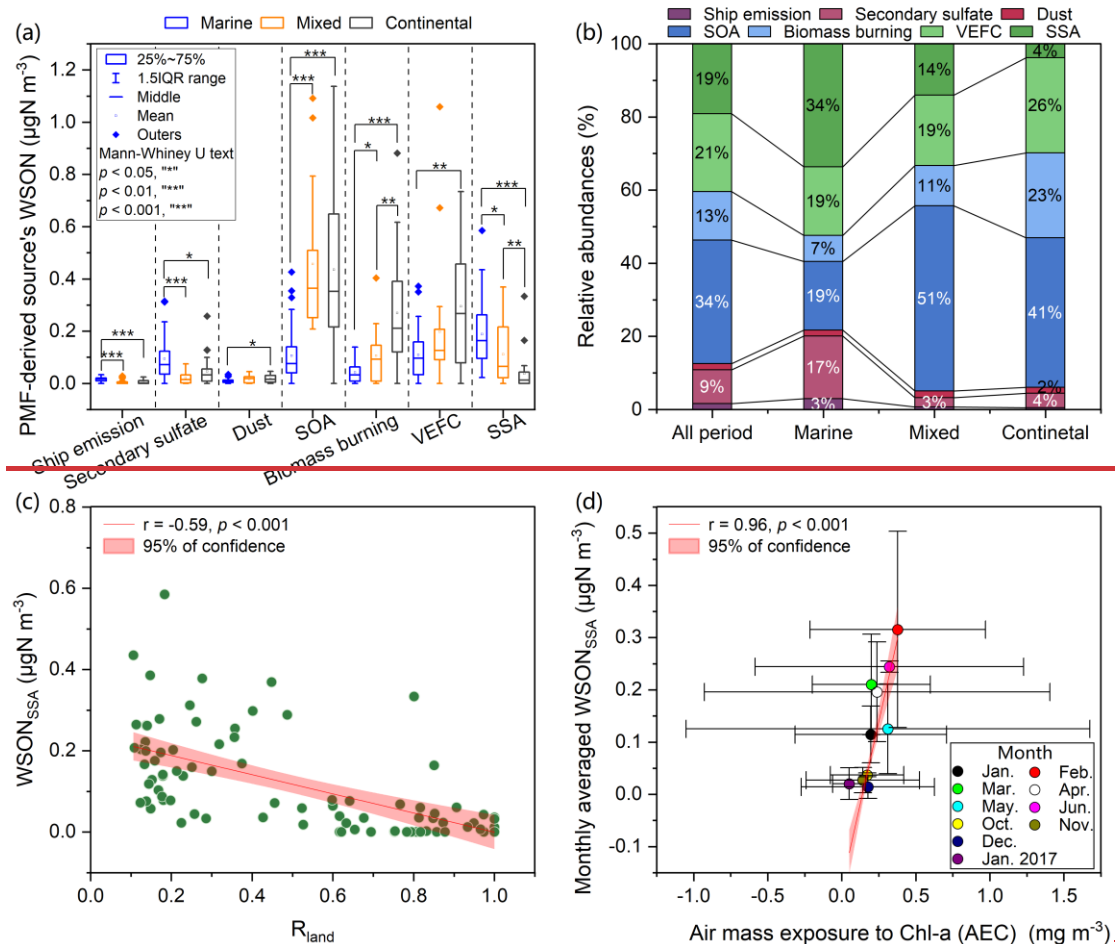 (a)
Marine Mixed Continental
25%~75%
1.5IQR range
Middle
Mean
Outers
Mann-Whiney U text
p < 0.05, "*"
p < 0.01, "**"
p < 0.001, "**"
PMF-derived source's WSON (µgN m⁻³)
1.2
1.0
0.8
0.6
0.4
0.2
0.0
*** ***
* ***
*
*** ***
*** * **
**
*** * **
Ship emission
Secondary sulfate
Dust
SOA
Biomass burning
VEFC
SSA
(b)
Ship emission Secondary sulfate Dust
SOA Biomass burning VEFC SSA
Relative abundances (%)
100
80
60
40
20
0
19% 34% 14% 4%
21% 19% 19% 26%
13% 7% 11% 23%
34% 19% 51% 41%
2%
9% 17% 3% 4%
3%
All period Marine Mixed Continetal
(c)
r = -0.59, p < 0.001
95% of confidence
WSON_SSA (µgN m⁻³)
0.8
0.6
0.4
0.2
0.0
0.0 0.2 0.4 0.6 0.8 1.0
R_land
(d)
r = 0.96, p < 0.001
95% of confidence
Monthly averaged WSON_SSA (µgN m⁻³)
0.5
0.4
0.3
0.2
0.1
0.0
-0.1
Month
Jan. Feb.
Mar. Apr.
May. Jun.
Oct. Nov.
Dec.
Jan. 2017
-1.0 -0.5 0.0 0.5 1.0 1.5
Air mass exposure to Chl-a (AEC) (mg m⁻³)